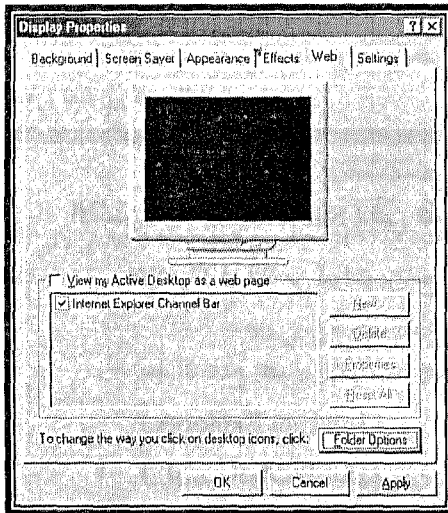 Display Properties ? ×
Background Screen Saver Appearance Effects Web Settings
View my Active Desktop as a web page
Internet Explorer Channel Bar
New...
Delete
Properties
Reset All
To change the way you click on desktop icons, click: Folder Options
OK Cancel Apply